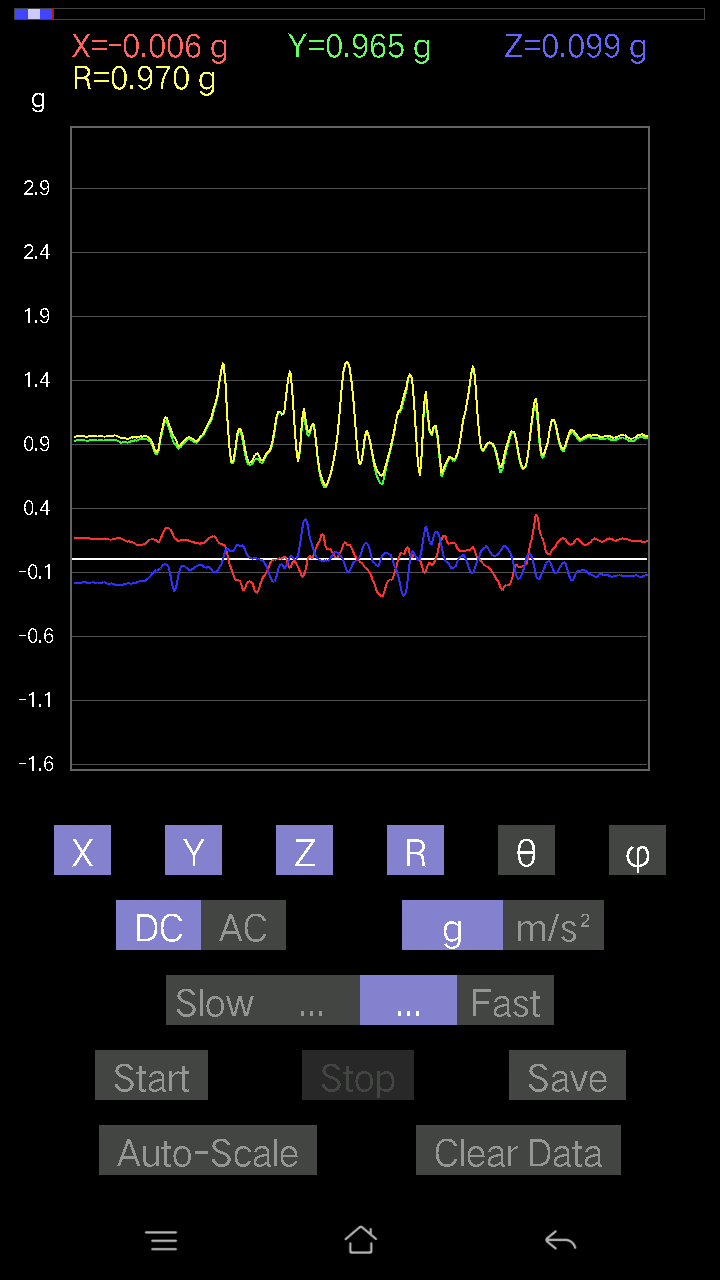 X=-0.006 g Y=0.965 g Z=0.099 g
R=0.970 g
g
2.9
2.4
1.9
1.4
0.9
0.4
-0.1
-0.6
-1.1
-1.6
X Y Z R θ φ
DC AC g m/s²
Slow ... ... Fast
Start Stop Save
Auto-Scale Clear Data